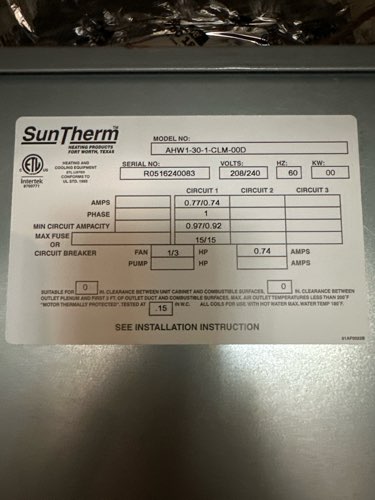 SunTherm™
HEATING PRODUCTS
FORT WORTH, TEXAS
MODEL NO:
AHW1-30-1-CLM-00D
ETL
Intertek
HEATING AND
COOLING EQUIPMENT
ETL LISTED
CONFORMS TO
UL STD. 1995
SERIAL NO: VOLTS: HZ: KW:
R0516240083 208/240 60 00
CIRCUIT 1 CIRCUIT 2 CIRCUIT 3
AMPS 0.77/0.74
PHASE 1
MIN CIRCUIT AMPACITY 0.97/0.92
MAX FUSE 15/15
OR
CIRCUIT BREAKER FAN 1/3 HP 0.74 AMPS
PUMP HP AMPS
SUITABLE FOR 0 IN. CLEARANCE BETWEEN UNIT CABINET AND COMBUSTIBLE SURFACES, 0 IN. CLEARANCE BETWEEN
OUTLET PLENUM AND FIRST 3 FT. OF OUTLET DUCT AND COMBUSTIBLE SURFACES. MAX. AIR OUTLET TEMPERATURES LESS THAN 200°F
"MOTOR THERMALLY PROTECTED". TESTED AT .15 IN W.C. ALL COILS FOR USE WITH HOT WATER MAX. WATER TEMP 180°F.
SEE INSTALLATION INSTRUCTION